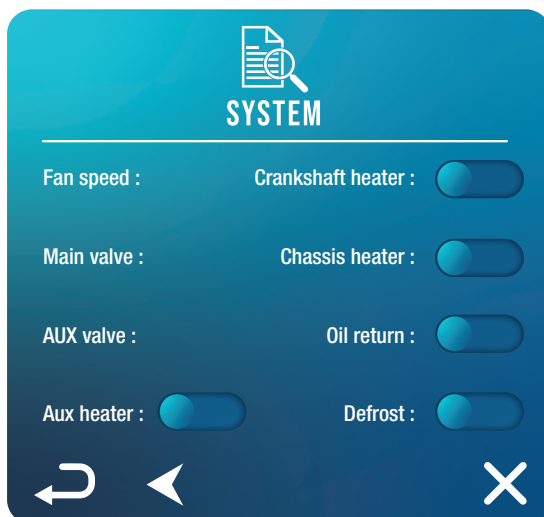 SYSTEM
Fan speed : Crankshaft heater :
Main valve : Chassis heater :
AUX valve : Oil return :
Aux heater : Defrost :